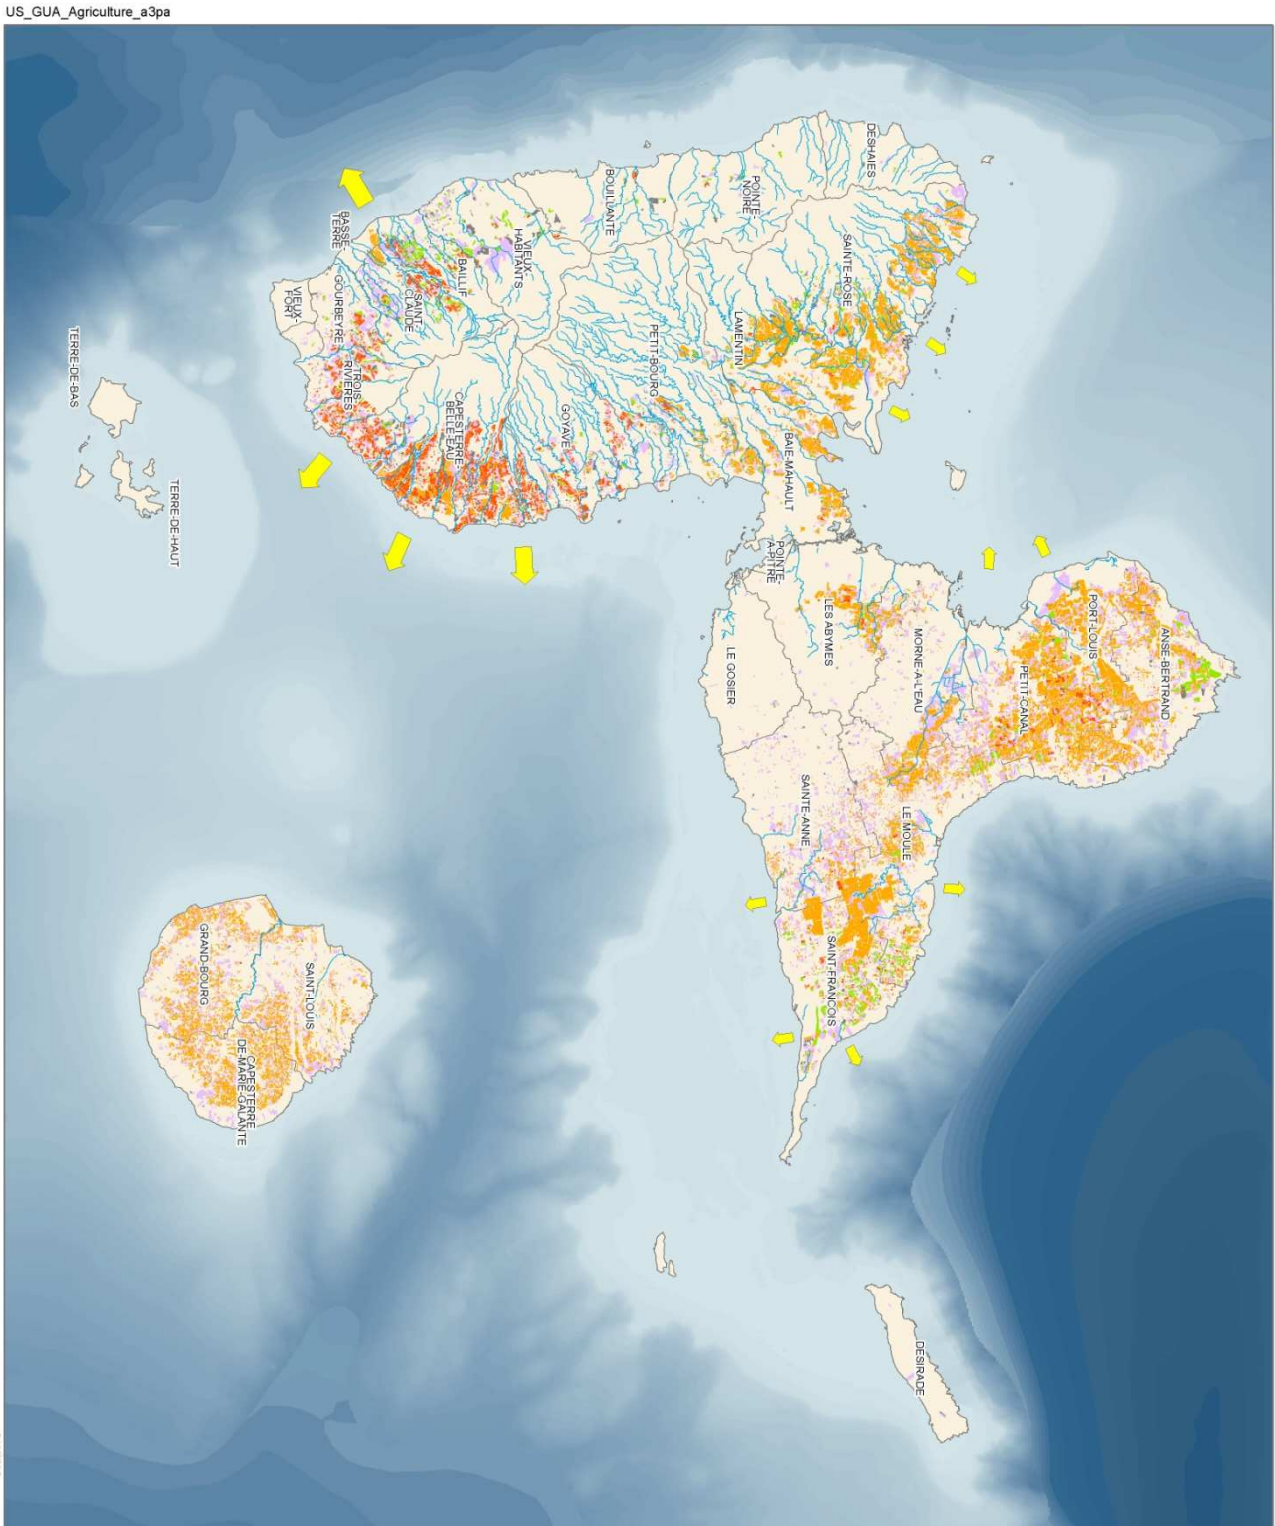 US_GUA_Agriculture_a3pa
DESHAIES
POINTE-
NOIRE
BOUILLANTE
SAINTE-ROSE
LAMENTIN
VIEUX-
HABITANTS
BAILLIF
SAINT-
CLAUDE
BASSE-
TERRE
GOURBEYRE
VIEUX-
FORT
TROIS-
RIVIERES
CAPESTERRE-
BELLE-EAU
GOYAVE
PETIT-BOURG
BAIE-MAHAULT
POINTE-
A-PITRE
LES ABYMES
LE GOSIER
MORNE-A-L'EAU
PORT-LOUIS
ANSE-BERTRAND
PETIT-CANAL
LE MOULE
SAINTE-ANNE
SAINT-FRANCOIS
TERRE-DE-BAS
TERRE-DE-HAUT
GRAND-BOURG
SAINT-LOUIS
CAPESTERRE
DE-MARIE-GALANTE
DESIRADE